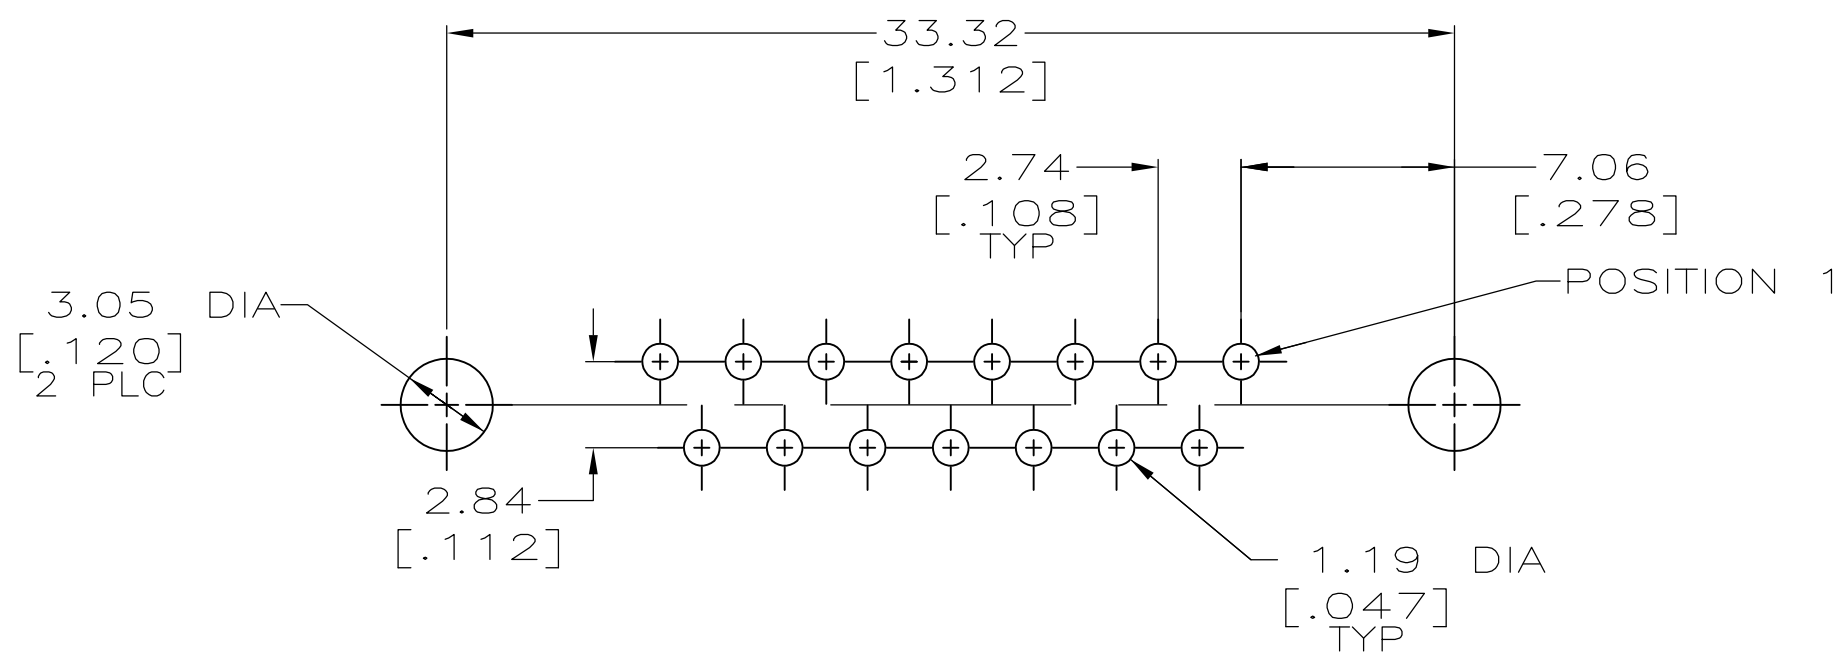 33.32
[1.312]
2.74
[.108]
TYP
7.06
[.278]
POSITION 1
3.05 DIA
[.120]
2 PLC
2.84
[.112]
1.19 DIA
[.047]
TYP